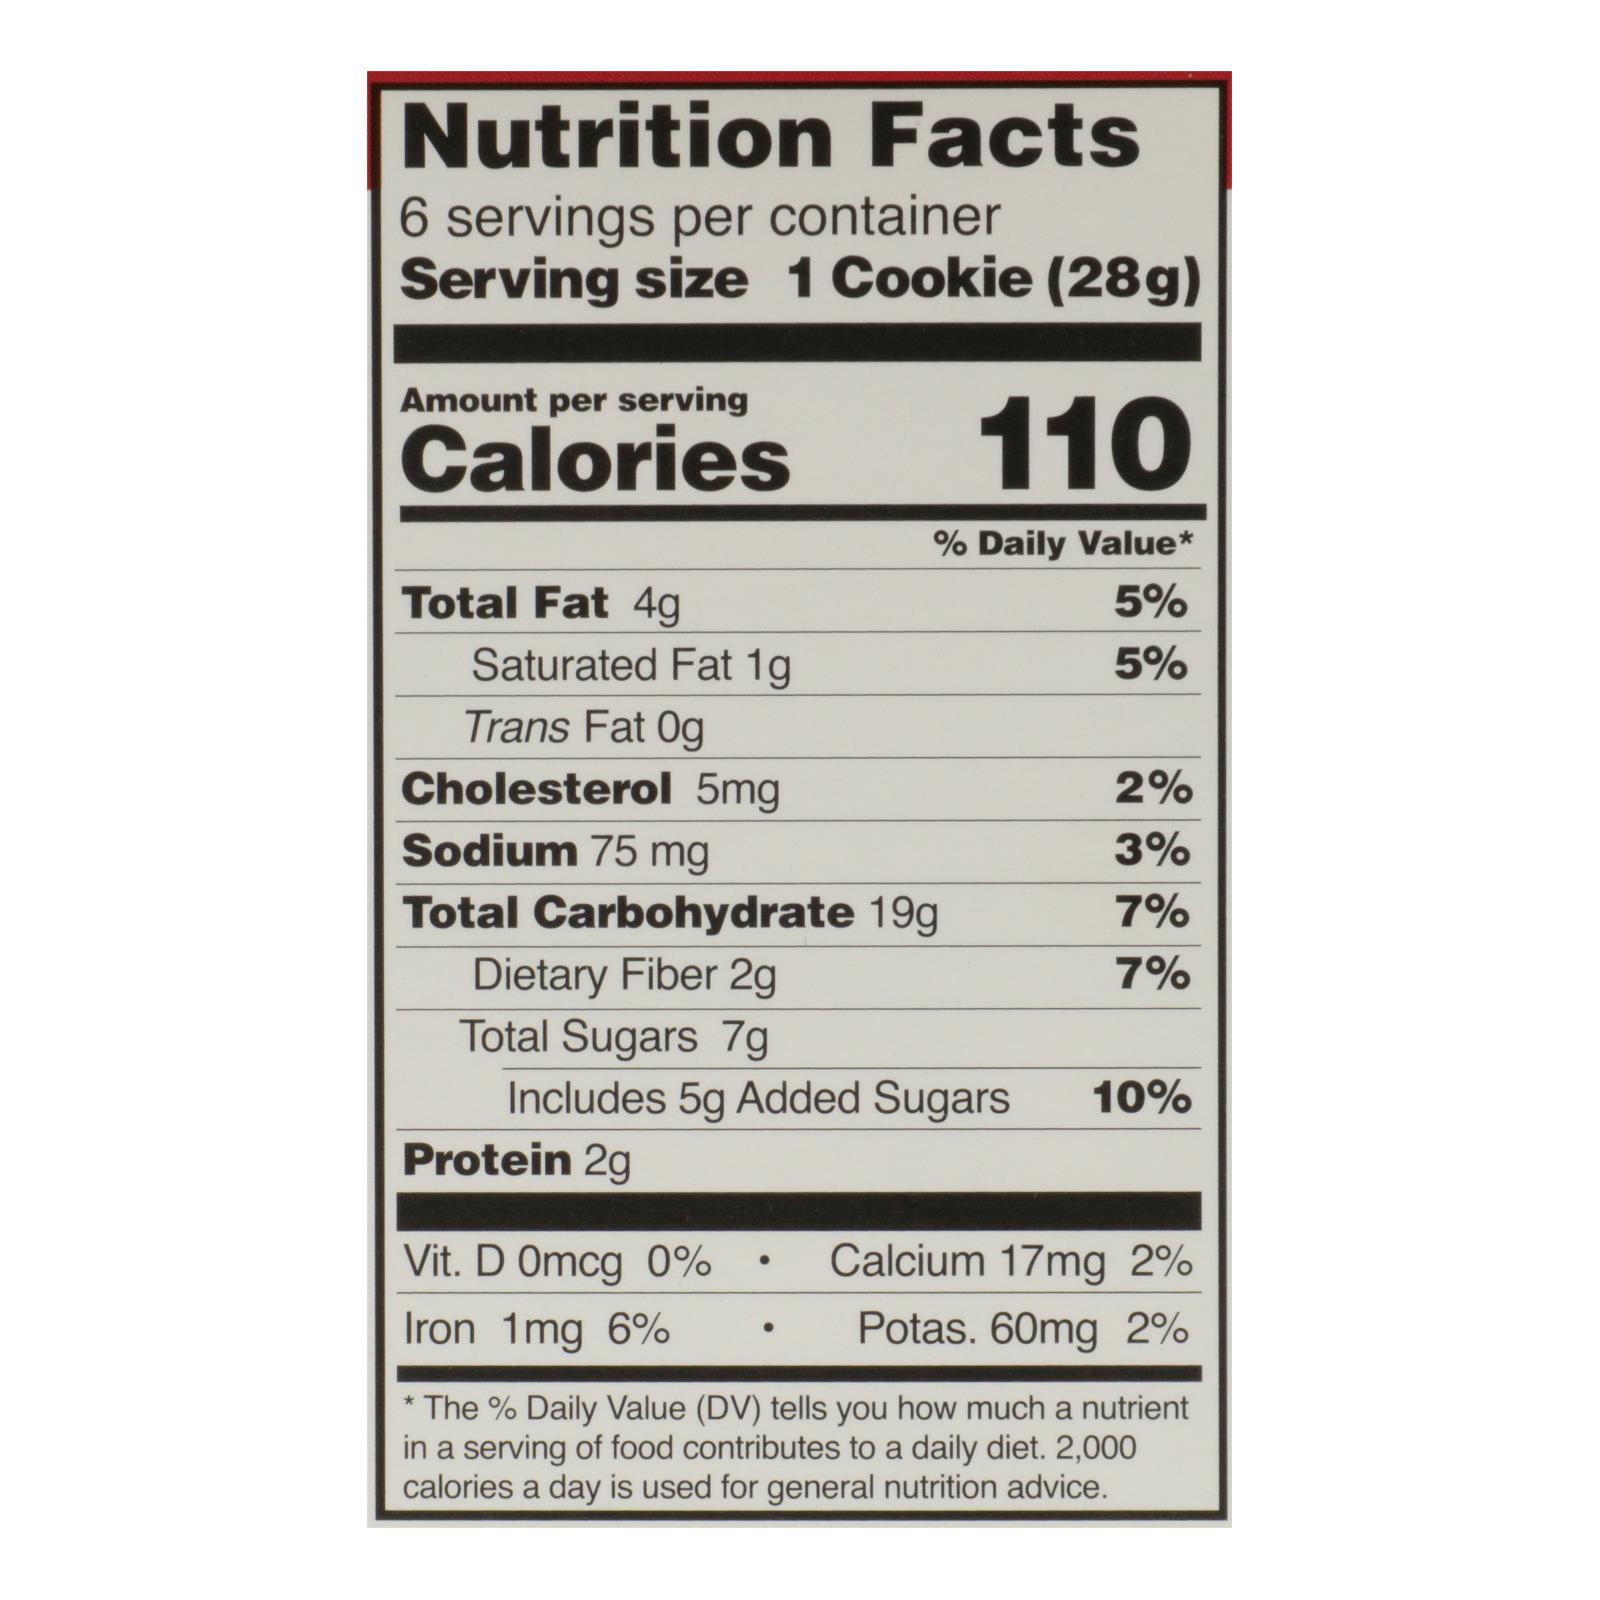 Nutrition Facts
6 servings per container
Serving size 1 Cookie (28g)
Amount per serving
Calories 110
% Daily Value*
Total Fat 4g 5%
Saturated Fat 1g 5%
Trans Fat 0g
Cholesterol 5mg 2%
Sodium 75 mg 3%
Total Carbohydrate 19g 7%
Dietary Fiber 2g 7%
Total Sugars 7g
Includes 5g Added Sugars 10%
Protein 2g
Vit. D 0mcg 0% • Calcium 17mg 2%
Iron 1mg 6% • Potas. 60mg 2%
* The % Daily Value (DV) tells you how much a nutrient
in a serving of food contributes to a daily diet. 2,000
calories a day is used for general nutrition advice.